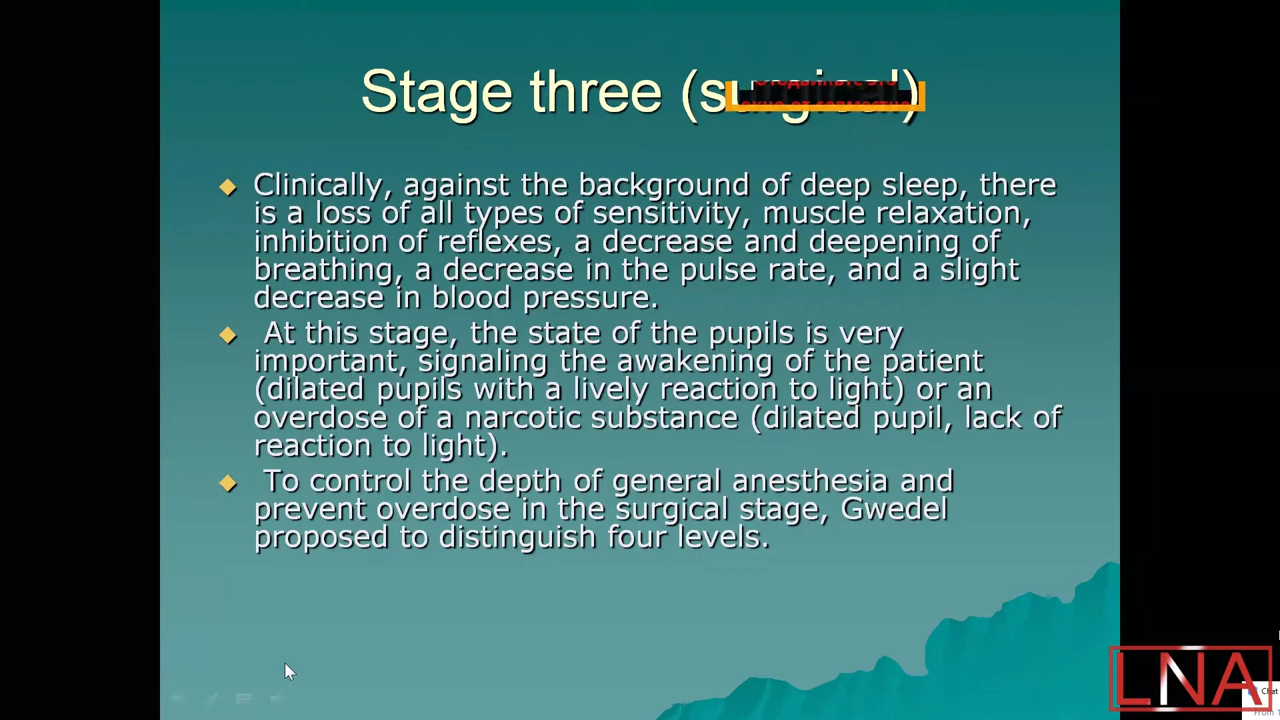 Stage three (surgical)
Clinically, against the background of deep sleep, there
is a loss of all types of sensitivity, muscle relaxation,
inhibition of reflexes, a decrease and deepening of
breathing, a decrease in the pulse rate, and a slight
decrease in blood pressure.
At this stage, the state of the pupils is very
important, signaling the awakening of the patient
(dilated pupils with a lively reaction to light) or an
overdose of a narcotic substance (dilated pupil, lack of
reaction to light).
To control the depth of general anesthesia and
prevent overdose in the surgical stage, Gwedel
proposed to distinguish four levels.
LNA
Chat